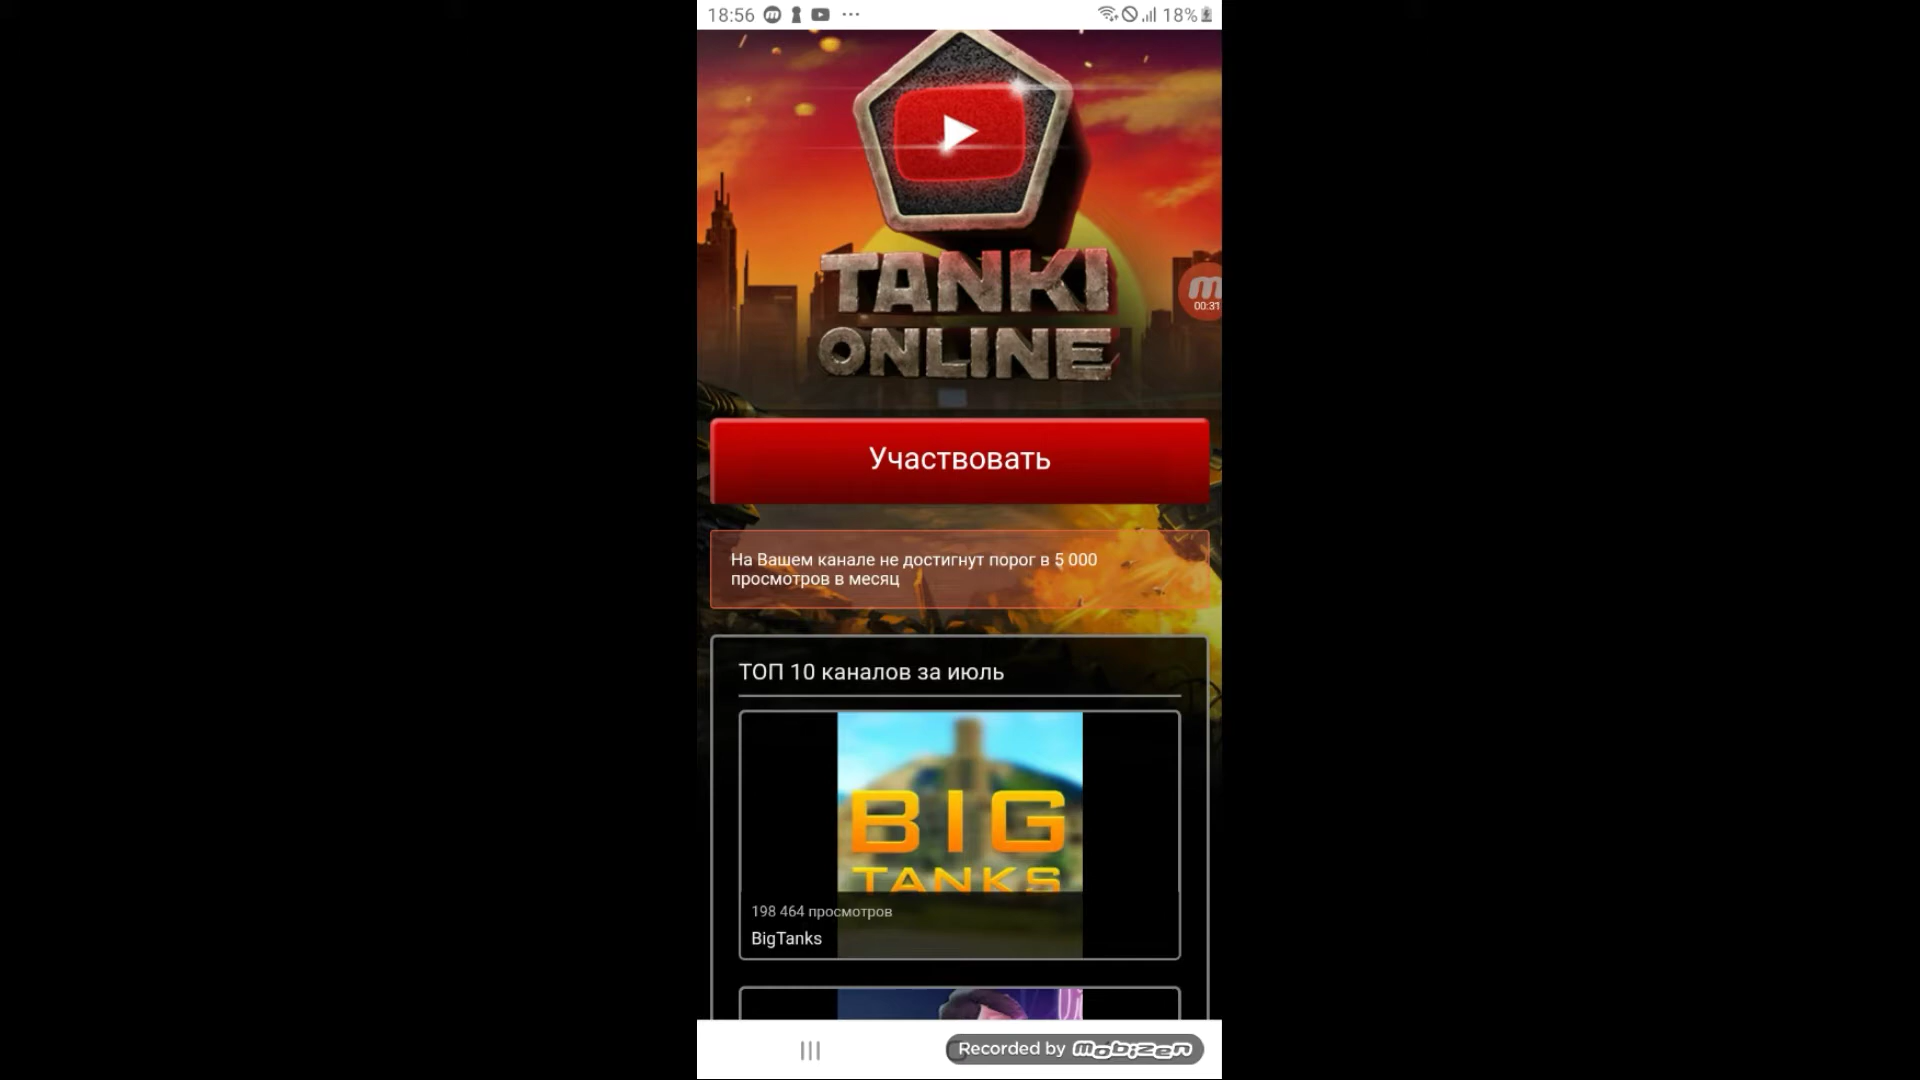 18:56
18%
TANKI
ONLINE
00:31
Участвовать
На Вашем канале не достигнут порог в 5 000
просмотров в месяц
ТОП 10 каналов за июль
BIG
TANKS
198 464 просмотров
BigTanks
Recorded by mobizen